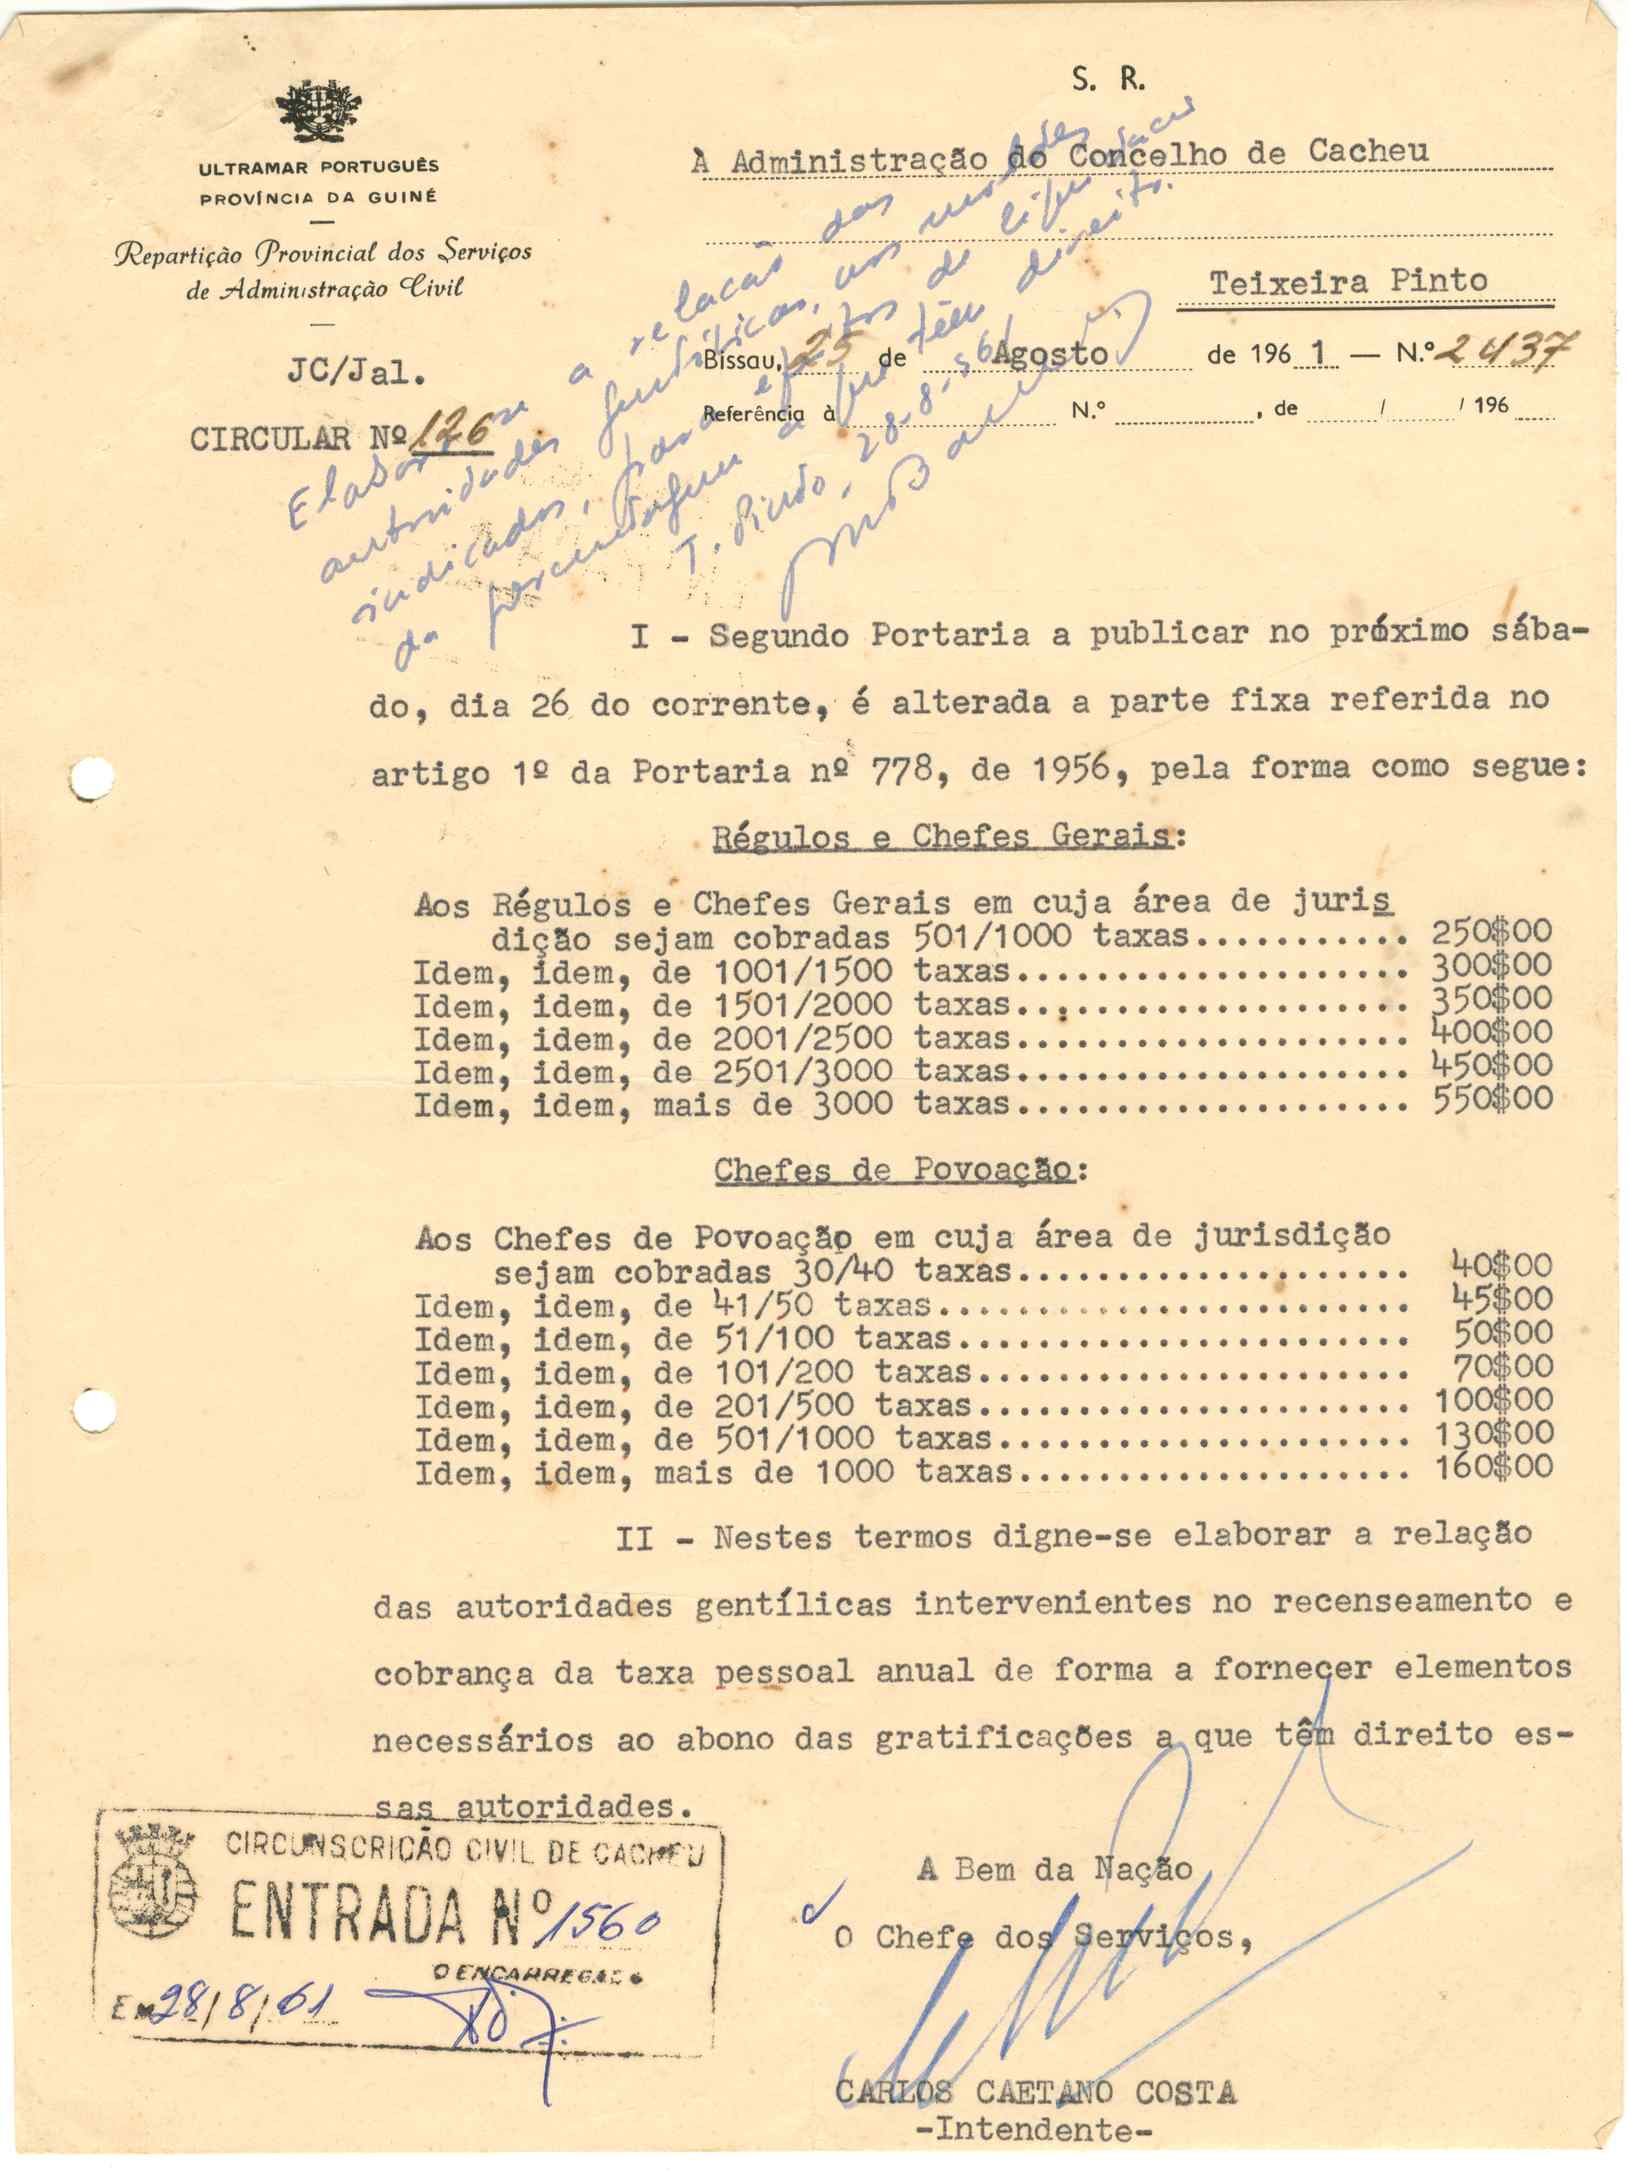 S. R.
ULTRAMAR PORTUGUÊS
PROVÍNCIA DA GUINÉ
Repartição Provincial dos Serviços
de Administração Civil
JC/Jal.
CIRCULAR Nº 126
À Administração do Concelho de Cacheu
Teixeira Pinto
Bissau, 25 de Agosto de 1961 — N.º 2437
Referência à N.º , de / / 196
Elabore-se a relação das
autoridades gentílicas, nos moldes
indicados, para efeitos de
da percentagem a que têm direito.
T. Pinto, 28-8-961
I - Segundo Portaria a publicar no próximo sába-
do, dia 26 do corrente, é alterada a parte fixa referida no
artigo 1º da Portaria nº 778, de 1956, pela forma como segue:
Régulos e Chefes Gerais:
Aos Régulos e Chefes Gerais em cuja área de juris
dição sejam cobradas 501/1000 taxas........... 250$00
Idem, idem, de 1001/1500 taxas.................... 300$00
Idem, idem, de 1501/2000 taxas.................... 350$00
Idem, idem, de 2001/2500 taxas.................... 400$00
Idem, idem, de 2501/3000 taxas.................... 450$00
Idem, idem, mais de 3000 taxas.................... 550$00
Chefes de Povoação:
Aos Chefes de Povoação em cuja área de jurisdição
sejam cobradas 30/40 taxas.................... 40$00
Idem, idem, de 41/50 taxas........................ 45$00
Idem, idem, de 51/100 taxas....................... 50$00
Idem, idem, de 101/200 taxas...................... 70$00
Idem, idem, de 201/500 taxas...................... 100$00
Idem, idem, de 501/1000 taxas..................... 130$00
Idem, idem, mais de 1000 taxas.................... 160$00
II - Nestes termos digne-se elaborar a relação
das autoridades gentílicas intervenientes no recenseamento e
cobrança da taxa pessoal anual de forma a fornecer elementos
necessários ao abono das gratificações a que têm direito es-
sas autoridades.
CIRCUNSCRIÇÃO CIVIL DE CACHEU
ENTRADA Nº 1560
O ENCARREGADO
EM 28/8/61
A Bem da Nação
O Chefe dos Serviços,
CARLOS CAETANO COSTA
-Intendente-